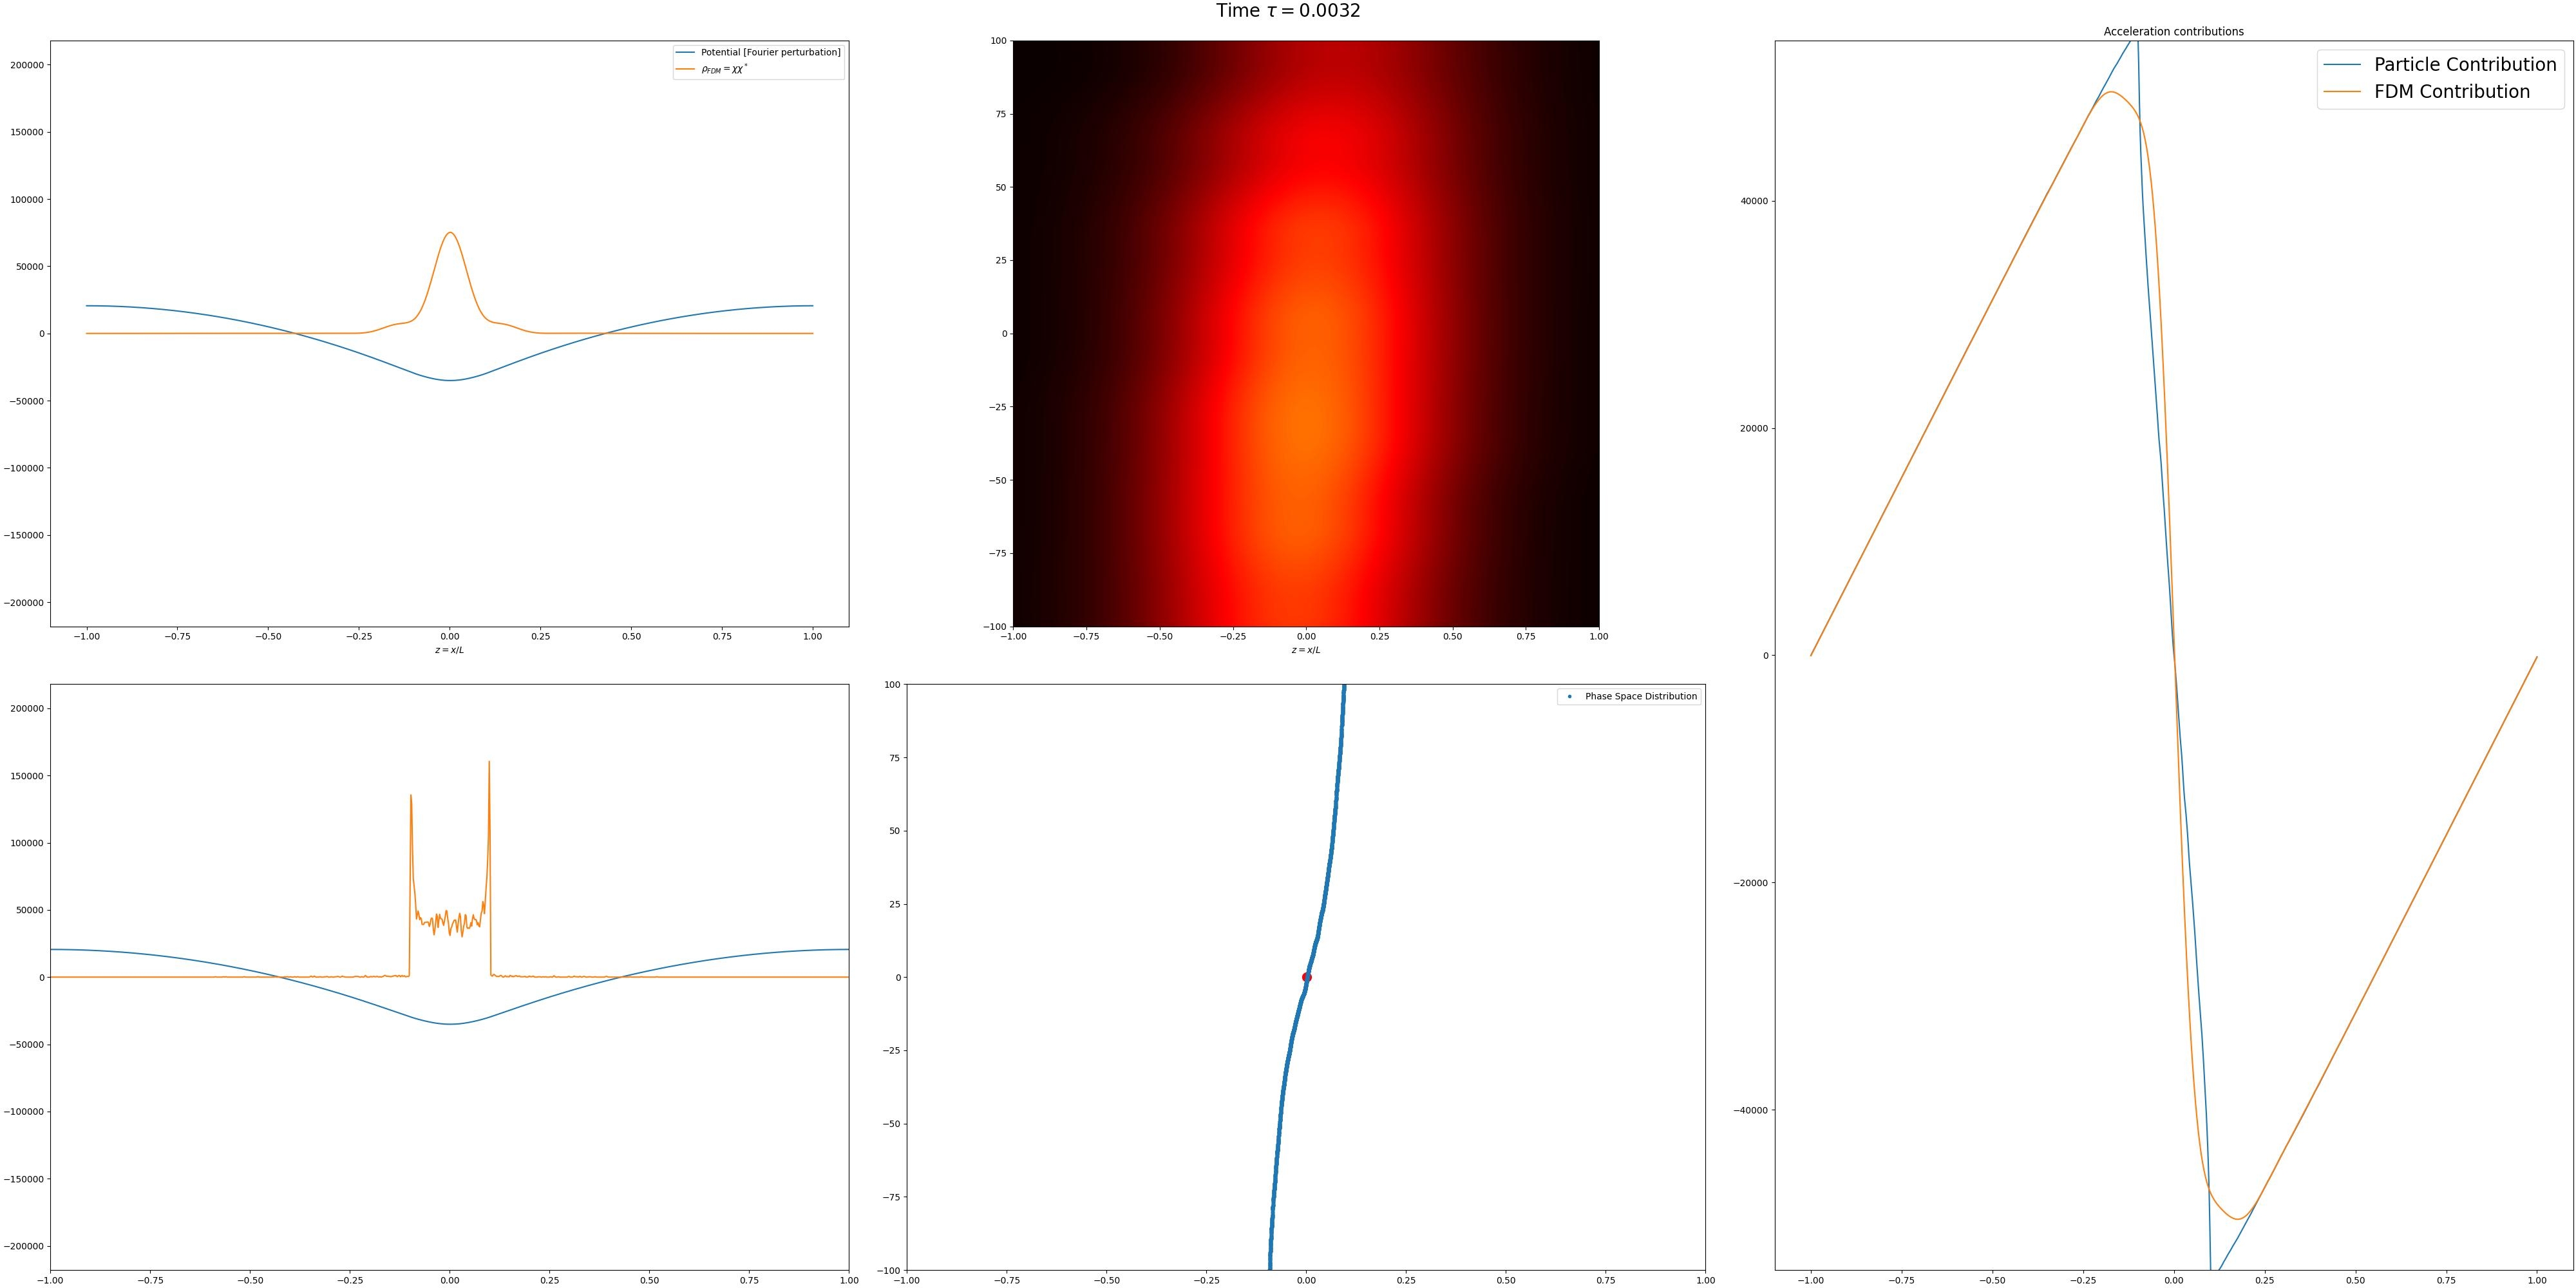 Time τ = 0.0032
200000
150000
100000
50000
0
−50000
−100000
−150000
−200000
Potential [Fourier perturbation]
ρFDM = χχ*
−1.00 −0.75 −0.50 −0.25 0.00 0.25 0.50 0.75 1.00
z = x/L
100
75
50
25
0
−25
−50
−75
−100
−1.00 −0.75 −0.50 −0.25 0.00 0.25 0.50 0.75 1.00
z = x/L
Acceleration contributions
Particle Contribution
FDM Contribution
40000
20000
0
−20000
−40000
−1.00 −0.75 −0.50 −0.25 0.00 0.25 0.50 0.75 1.00
200000
150000
100000
50000
0
−50000
−100000
−150000
−200000
−1.00 −0.75 −0.50 −0.25 0.00 0.25 0.50 0.75 1.00
100
75
50
25
0
−25
−50
−75
−100
Phase Space Distribution
−1.00 −0.75 −0.50 −0.25 0.00 0.25 0.50 0.75 1.00